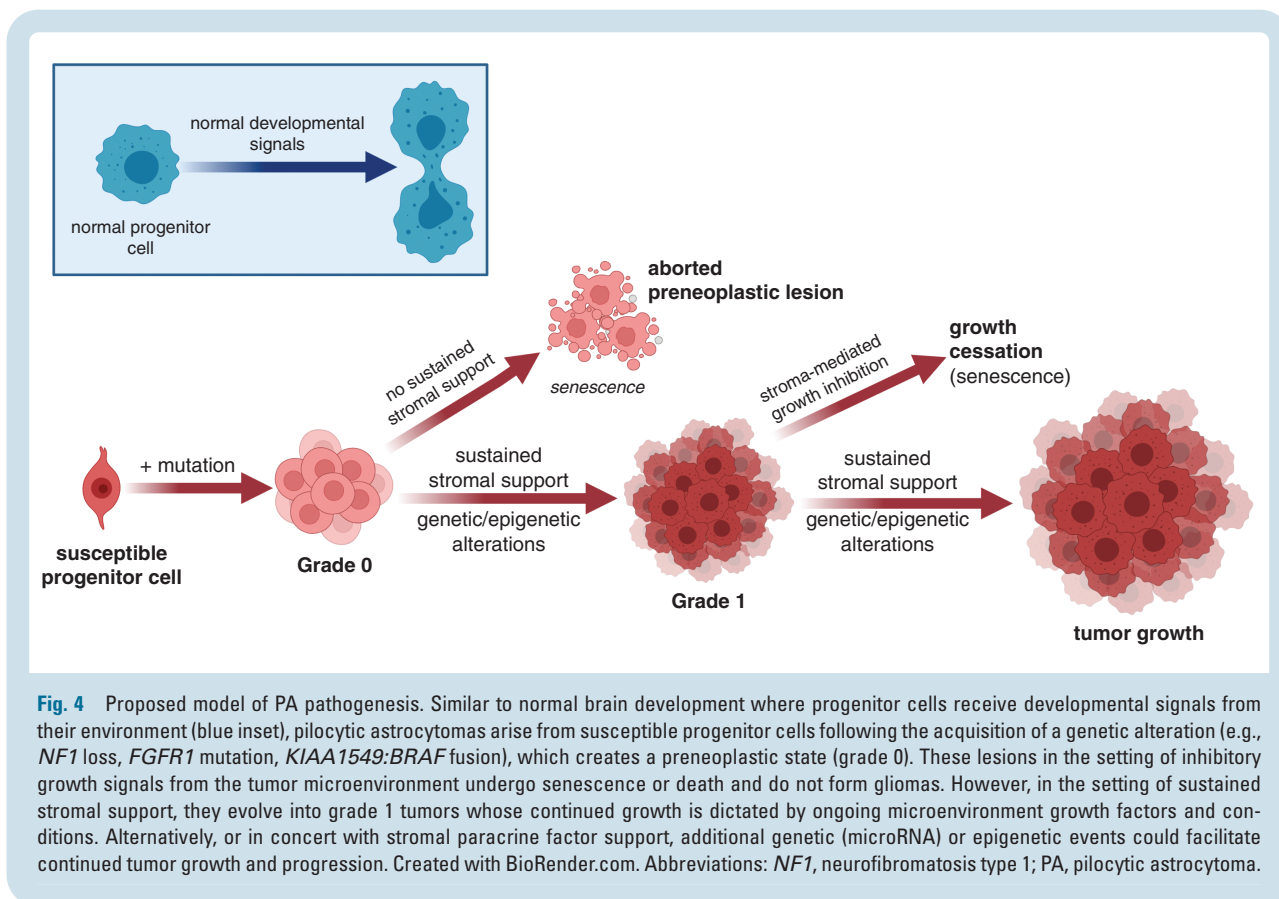 normal developmental
signals
normal progenitor
cell
aborted
preneoplastic lesion
senescence
no sustained
stromal support
stroma-mediated
growth inhibition
growth
cessation
(senescence)
+ mutation
susceptible
progenitor cell
Grade 0
sustained
stromal support
genetic/epigenetic
alterations
Grade 1
sustained
stromal support
genetic/epigenetic
alterations
tumor growth
Fig. 4 Proposed model of PA pathogenesis. Similar to normal brain development where progenitor cells receive developmental signals from
their environment (blue inset), pilocytic astrocytomas arise from susceptible progenitor cells following the acquisition of a genetic alteration (e.g.,
NF1 loss, FGFR1 mutation, KIAA1549:BRAF fusion), which creates a preneoplastic state (grade 0). These lesions in the setting of inhibitory
growth signals from the tumor microenvironment undergo senescence or death and do not form gliomas. However, in the setting of sustained
stromal support, they evolve into grade 1 tumors whose continued growth is dictated by ongoing microenvironment growth factors and con-
ditions. Alternatively, or in concert with stromal paracrine factor support, additional genetic (microRNA) or epigenetic events could facilitate
continued tumor growth and progression. Created with BioRender.com. Abbreviations: NF1, neurofibromatosis type 1; PA, pilocytic astrocytoma.